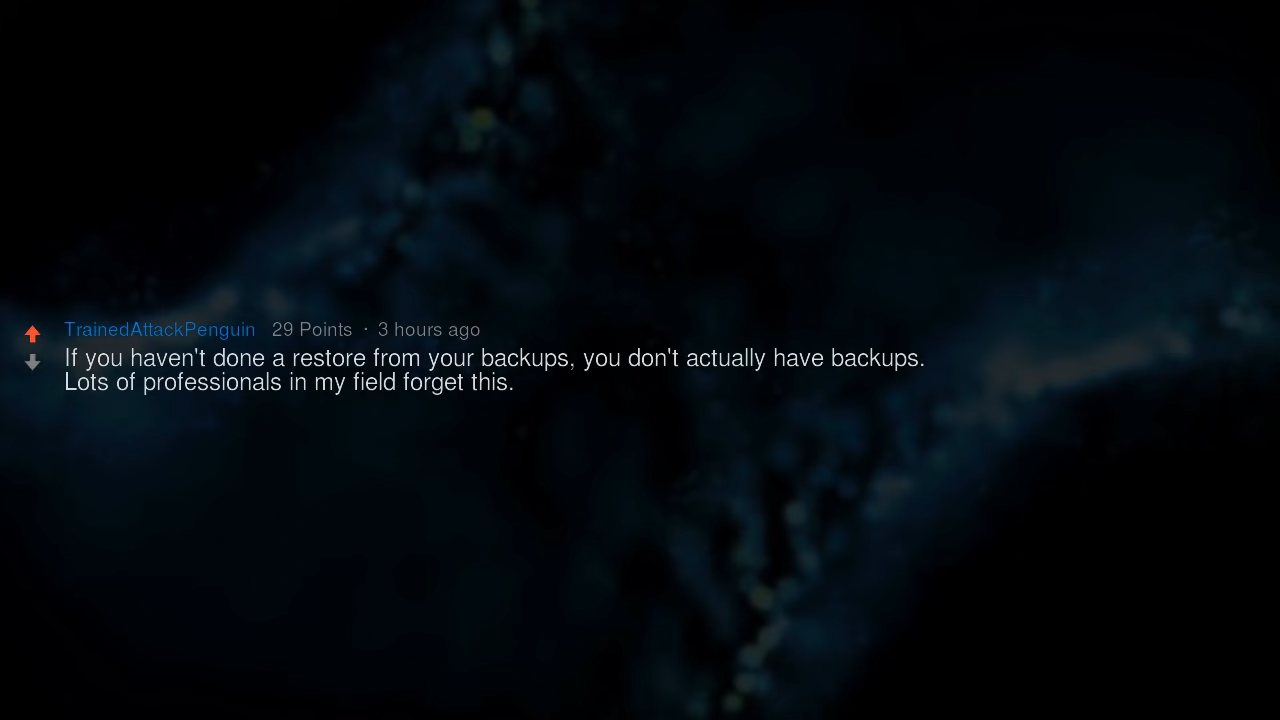 TrainedAttackPenguin 29 Points · 3 hours ago
If you haven't done a restore from your backups, you don't actually have backups.
Lots of professionals in my field forget this.